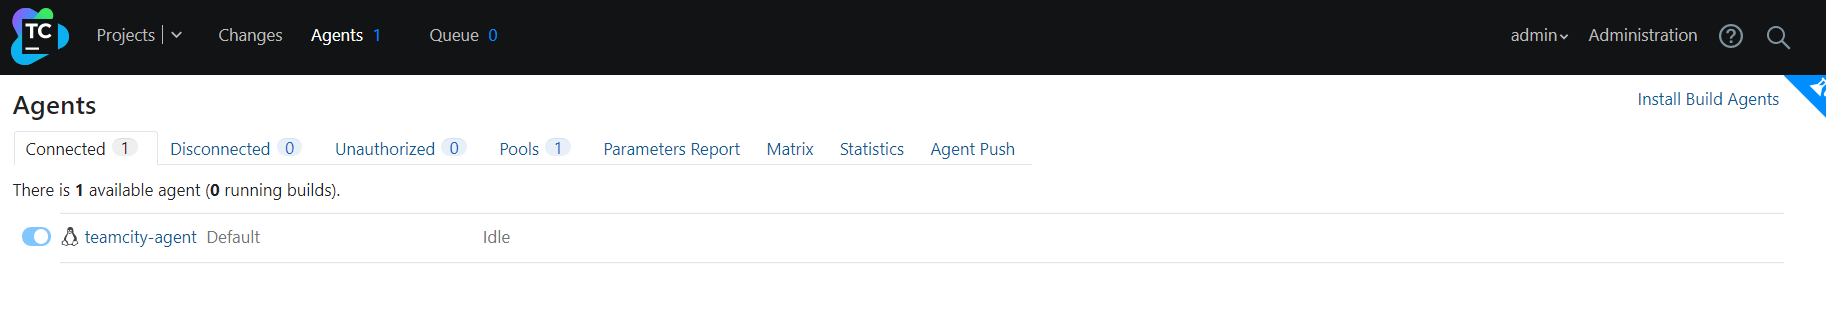 TC Projects Changes Agents 1 Queue 0 admin Administration ?
Agents Install Build Agents
Connected 1 Disconnected 0 Unauthorized 0 Pools 1 Parameters Report Matrix Statistics Agent Push
There is 1 available agent (0 running builds).
teamcity-agent Default Idle